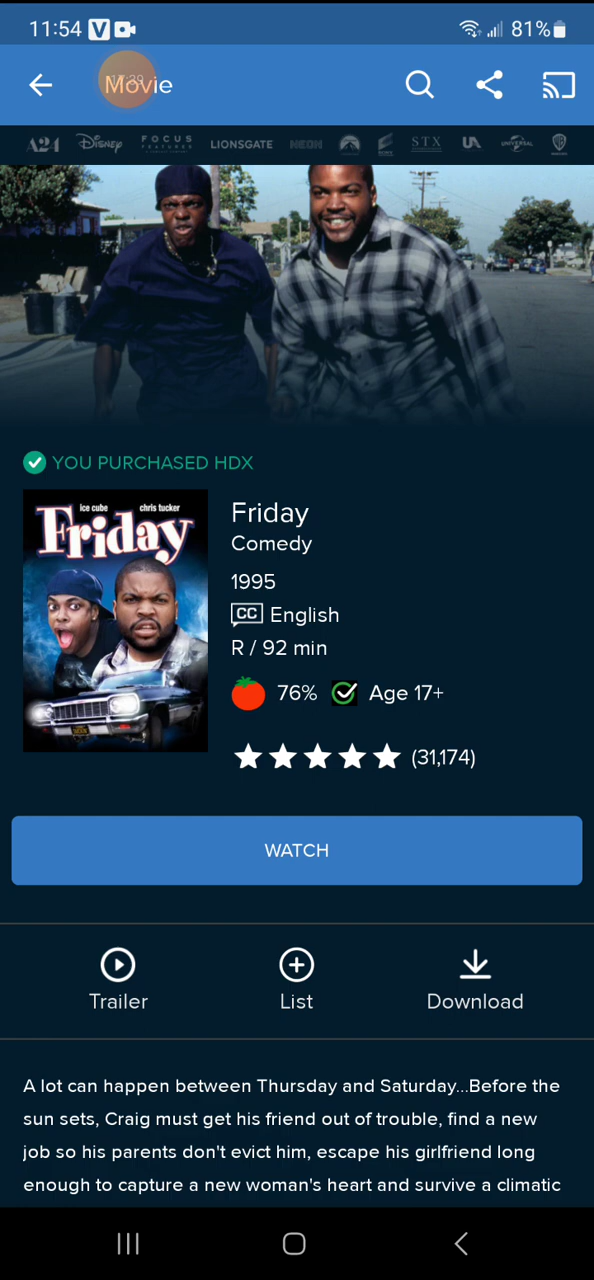 11:54 V 81%
Movie
A24 DISNEY FOCUS FEATURES LIONSGATE NEON STX UA UNIVERSAL
YOU PURCHASED HDX
ice cube chris tucker
Friday
Friday
Comedy
1995
CC English
R / 92 min
76% Age 17+
(31,174)
WATCH
Trailer List Download
A lot can happen between Thursday and Saturday...Before the
sun sets, Craig must get his friend out of trouble, find a new
job so his parents don't evict him, escape his girlfriend long
enough to capture a new woman's heart and survive a climatic